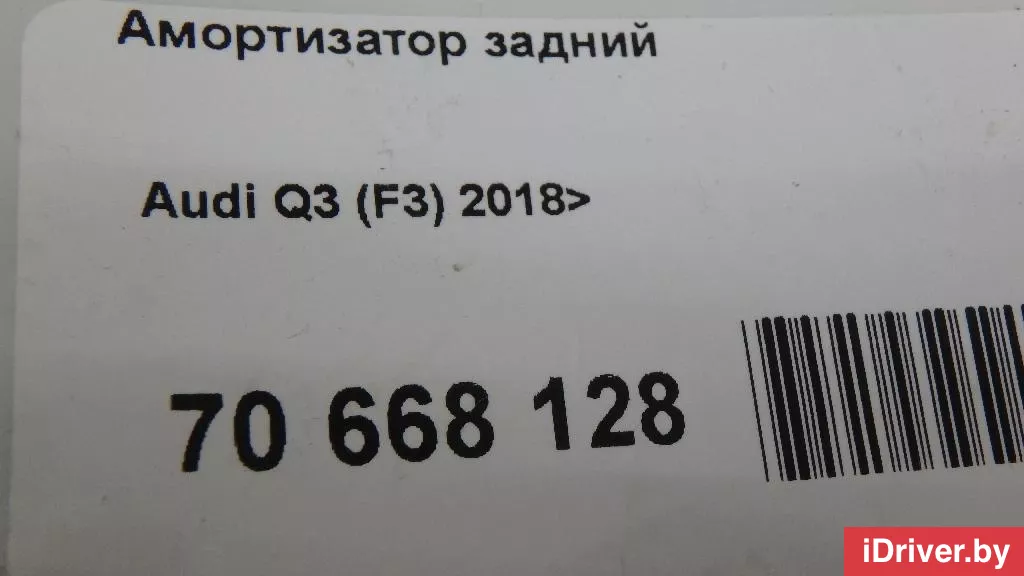 Амортизатор задний
Audi Q3 (F3) 2018>
70 668 128
iDriver.by